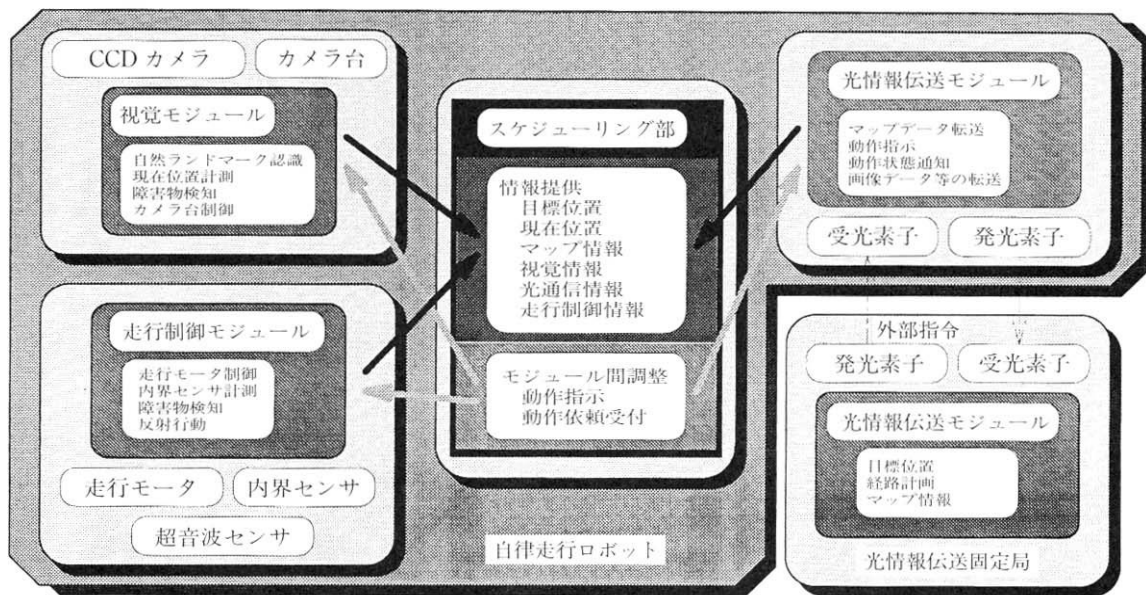 CCD カメラ
カメラ台
視覚モジュール
自然ランドマーク認識
現在位置計測
障害物検知
カメラ台制御
走行制御モジュール
走行モータ制御
内界センサ計測
障害物検知
反射行動
走行モータ
内界センサ
超音波センサ
スケジューリング部
情報提供
目標位置
現在位置
マップ情報
視覚情報
光通信情報
走行制御情報
モジュール間調整
動作指示
動作依頼受付
自律走行ロボット
光情報伝送モジュール
マップデータ転送
動作指示
動作状態通知
画像データ等の転送
受光素子
発光素子
外部指令
発光素子
受光素子
光情報伝送モジュール
目標位置
経路計画
マップ情報
光情報伝送固定局